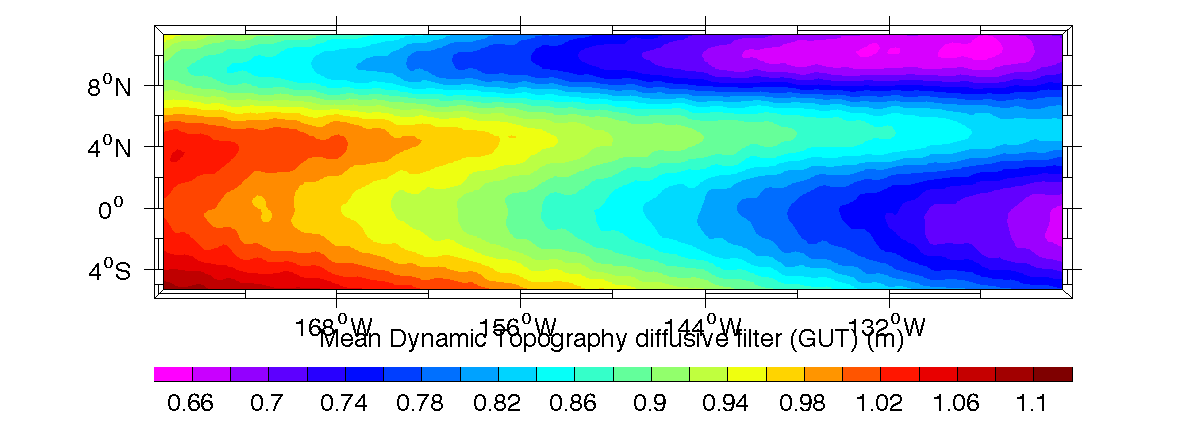 8°N
4°N
0°
4°S
168°W 156°W 144°W 132°W
Mean Dynamic Topography diffusive filter (GUT) (m)
0.66 0.7 0.74 0.78 0.82 0.86 0.9 0.94 0.98 1.02 1.06 1.1